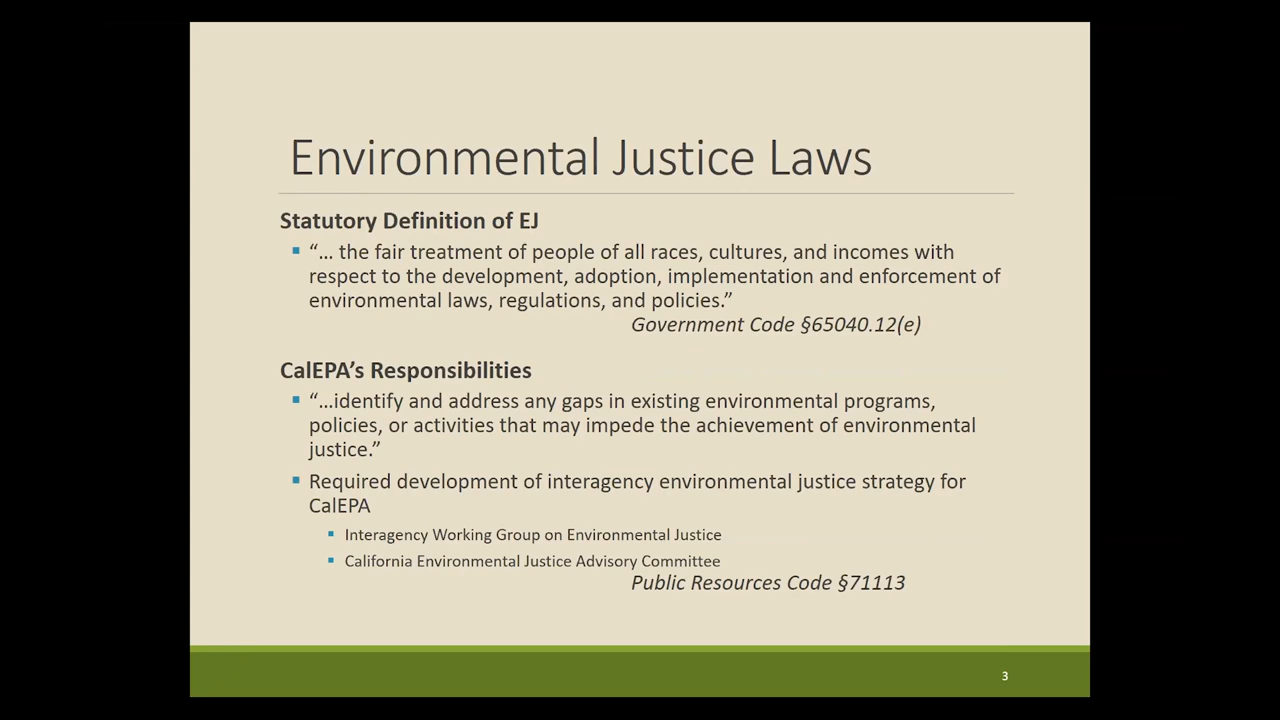 Environmental Justice Laws
Statutory Definition of EJ
▪ “… the fair treatment of people of all races, cultures, and incomes with
respect to the development, adoption, implementation and enforcement of
environmental laws, regulations, and policies.”
Government Code §65040.12(e)
CalEPA’s Responsibilities
▪ “…identify and address any gaps in existing environmental programs,
policies, or activities that may impede the achievement of environmental
justice.”
▪ Required development of interagency environmental justice strategy for
CalEPA
▪ Interagency Working Group on Environmental Justice
▪ California Environmental Justice Advisory Committee
Public Resources Code §71113
3